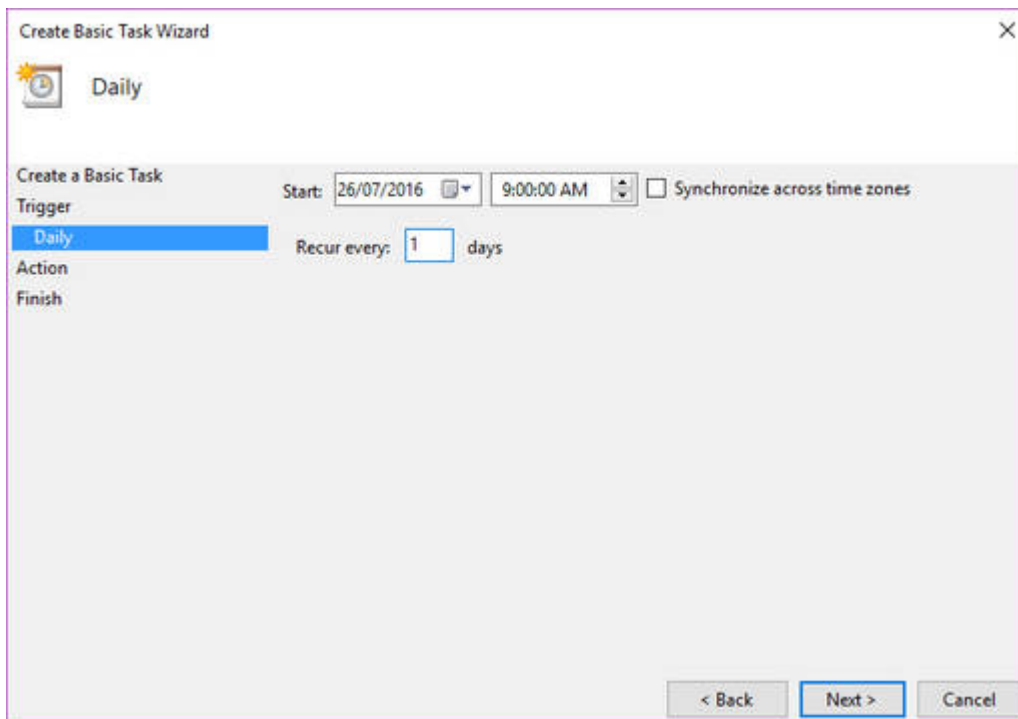 Create Basic Task Wizard
Daily
Create a Basic Task
Trigger
Daily
Action
Finish
Start: 26/07/2016 9:00:00 AM Synchronize across time zones
Recur every: 1 days
< Back Next > Cancel